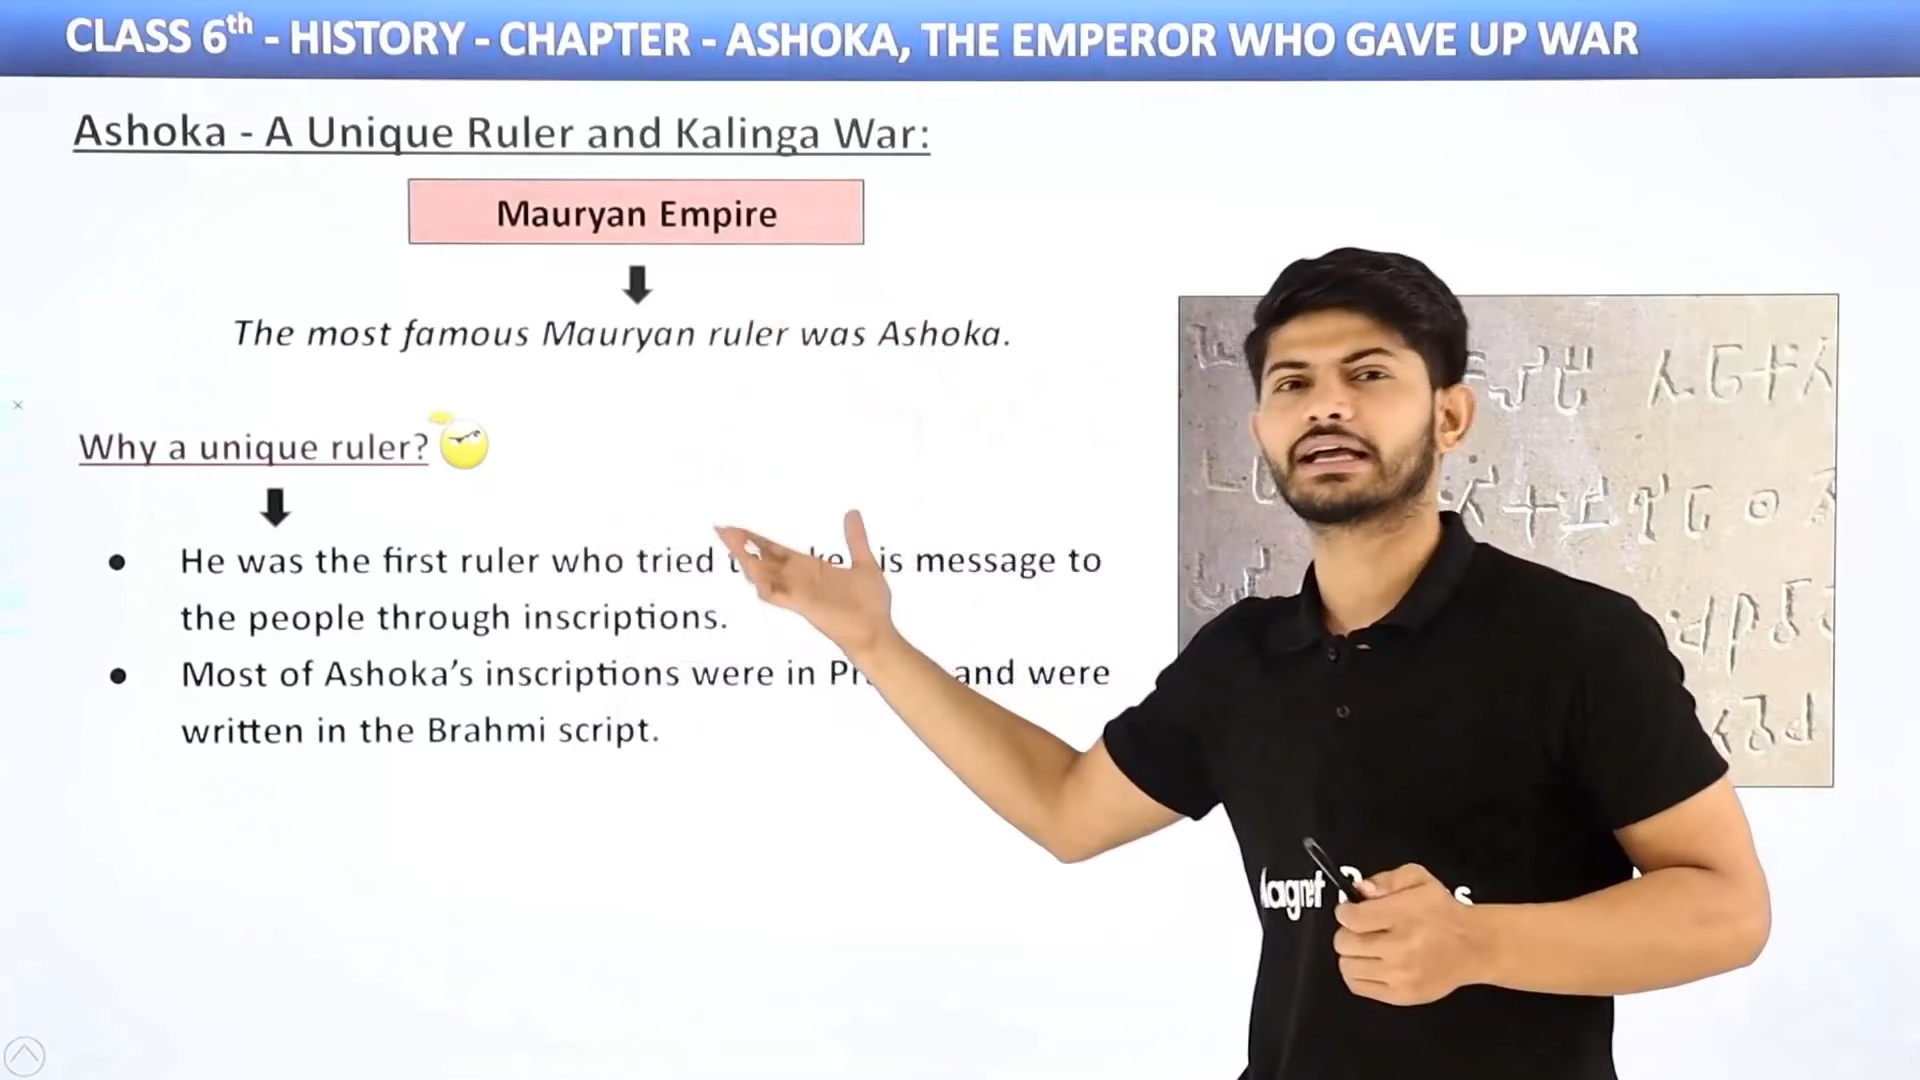 CLASS 6th - HISTORY - CHAPTER - ASHOKA, THE EMPEROR WHO GAVE UP WAR
Ashoka - A Unique Ruler and Kalinga War:
Mauryan Empire
The most famous Mauryan ruler was Ashoka.
Why a unique ruler?
He was the first ruler who tried message to
the people through inscriptions.
Most of Ashoka’s inscriptions were in and were
written in the Brahmi script.